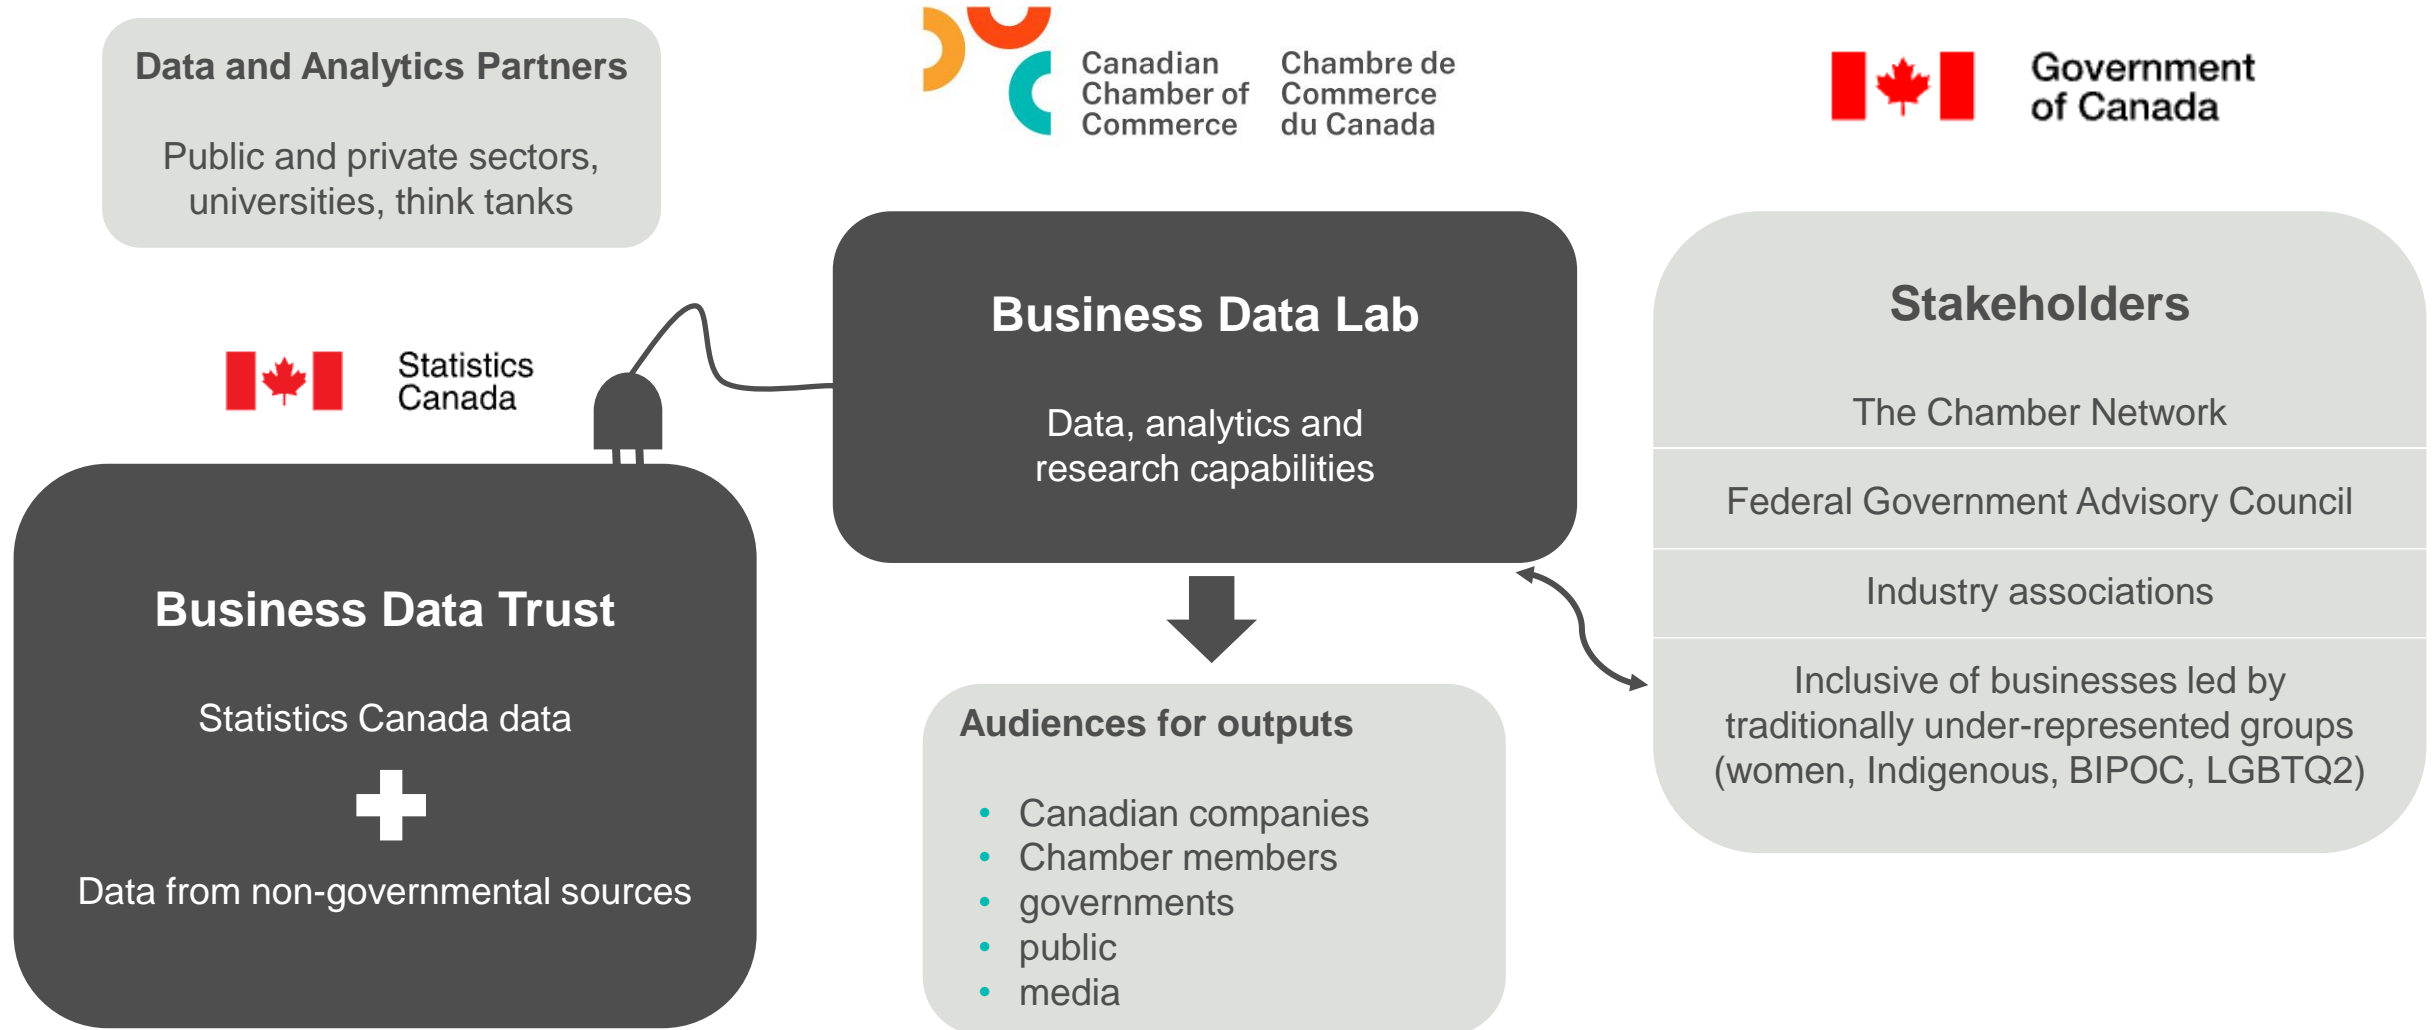 Data and Analytics Partners
Public and private sectors,
universities, think tanks
Canadian
Chamber of
Commerce
Chambre de
Commerce
du Canada
Government
of Canada
Statistics
Canada
Business Data Trust
Statistics Canada data
Data from non-governmental sources
Business Data Lab
Data, analytics and
research capabilities
Audiences for outputs
• Canadian companies
• Chamber members
• governments
• public
• media
Stakeholders
The Chamber Network
Federal Government Advisory Council
Industry associations
Inclusive of businesses led by
traditionally under-represented groups
(women, Indigenous, BIPOC, LGBTQ2)